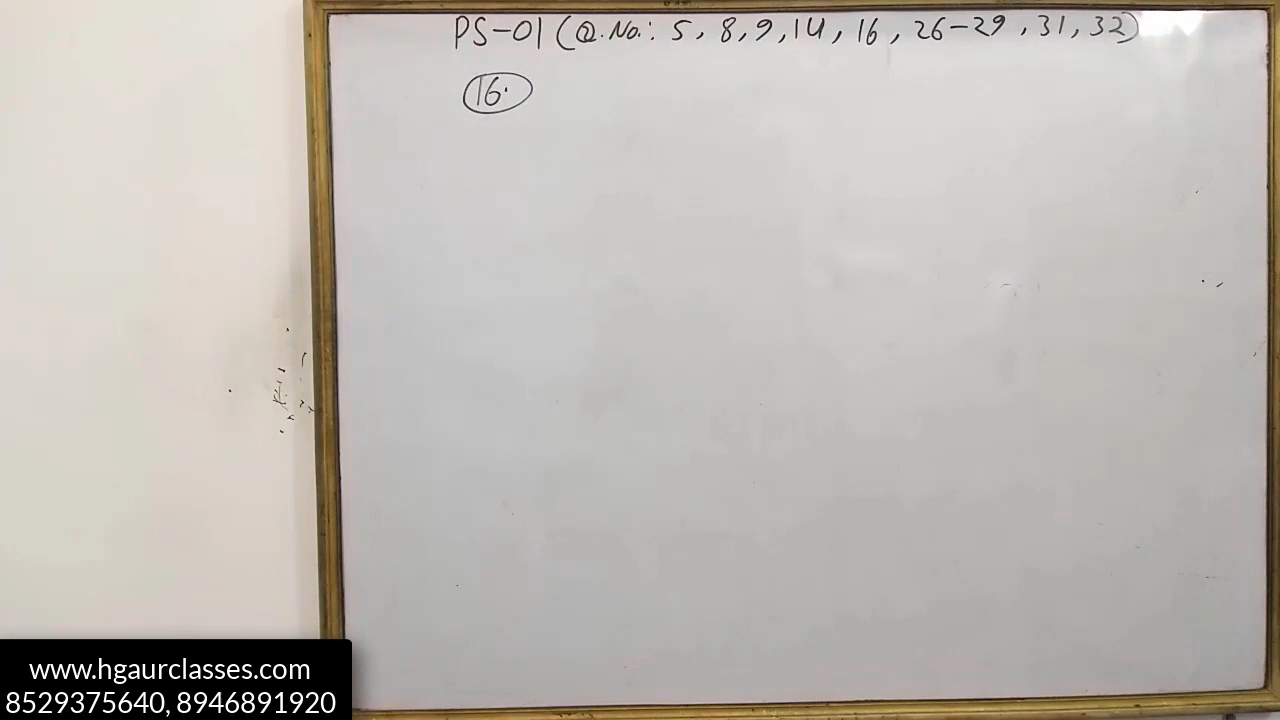 PS-01 (Q.No.: 5, 8, 9, 14, 16, 26-29, 31, 32)
16.
www.hgaurclasses.com
8529375640, 8946891920